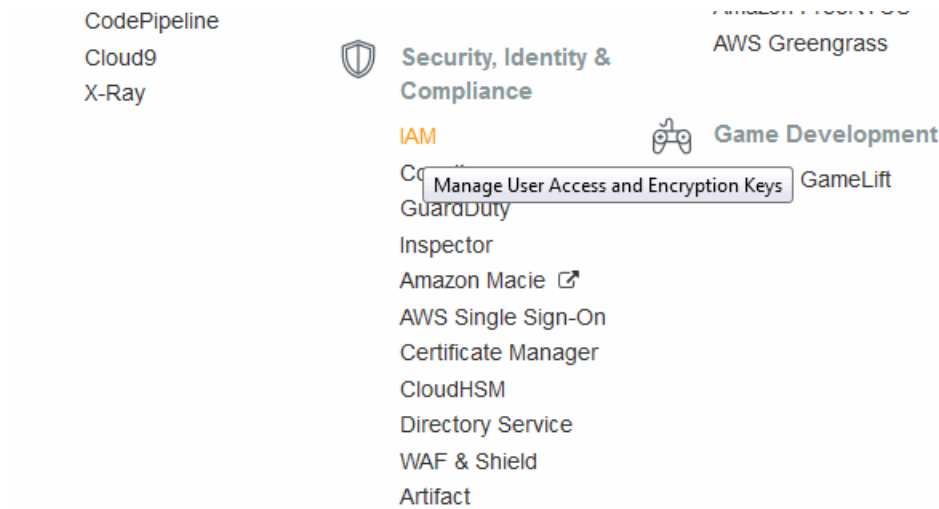 CodePipeline
Cloud9
X-Ray
Security, Identity &
Compliance
IAM
Manage User Access and Encryption Keys
GuardDuty
Inspector
Amazon Macie
AWS Single Sign-On
Certificate Manager
CloudHSM
Directory Service
WAF & Shield
Artifact
AWS Greengrass
Game Development
GameLift